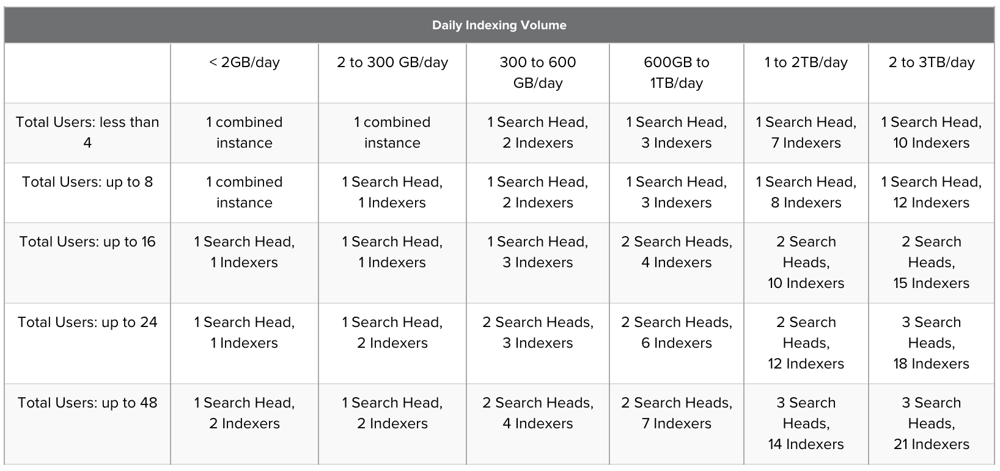 Daily Indexing Volume
< 2GB/day 2 to 300 GB/day 300 to 600 600GB to 1 to 2TB/day 2 to 3TB/day
GB/day 1TB/day
Total Users: less than 1 combined 1 combined 1 Search Head, 1 Search Head, 1 Search Head, 1 Search Head,
4 instance instance 2 Indexers 3 Indexers 7 Indexers 10 Indexers
Total Users: up to 8 1 combined 1 Search Head, 1 Search Head, 1 Search Head, 1 Search Head, 1 Search Head,
instance 1 Indexers 2 Indexers 3 Indexers 8 Indexers 12 Indexers
Total Users: up to 16 1 Search Head, 1 Search Head, 1 Search Head, 2 Search Heads, 2 Search 2 Search
1 Indexers 1 Indexers 3 Indexers 4 Indexers Heads, Heads,
10 Indexers 15 Indexers
Total Users: up to 24 1 Search Head, 1 Search Head, 2 Search Heads, 2 Search Heads, 2 Search 3 Search
1 Indexers 2 Indexers 3 Indexers 6 Indexers Heads, Heads,
12 Indexers 18 Indexers
Total Users: up to 48 1 Search Head, 1 Search Head, 2 Search Heads, 2 Search Heads, 3 Search 3 Search
2 Indexers 2 Indexers 4 Indexers 7 Indexers Heads, Heads,
14 Indexers 21 Indexers